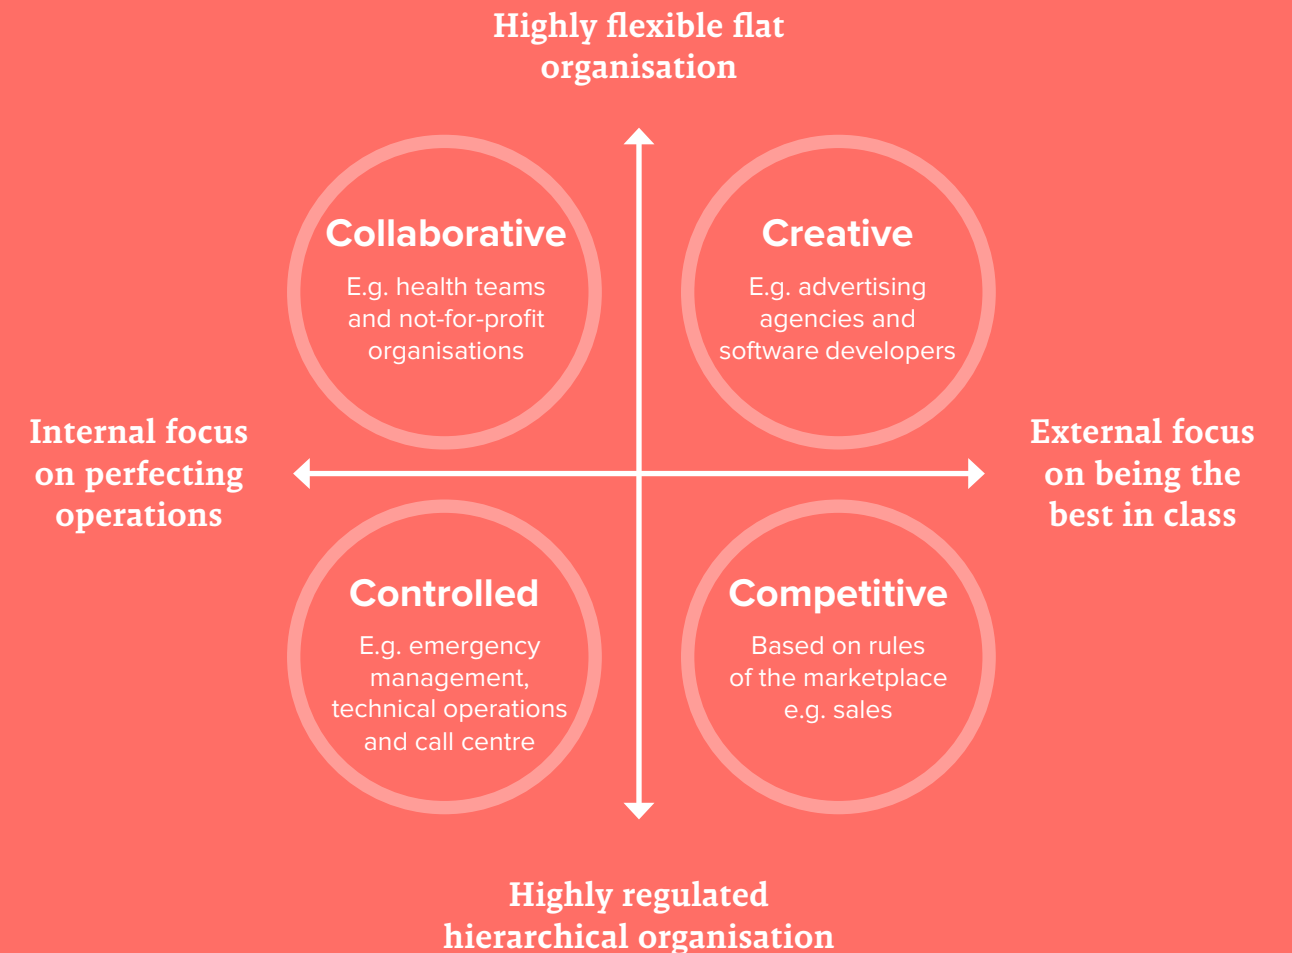 Highly flexible flat
organisation
Collaborative
E.g. health teams
and not-for-profit
organisations
Creative
E.g. advertising
agencies and
software developers
Internal focus
on perfecting
operations
External focus
on being the
best in class
Controlled
E.g. emergency
management,
technical operations
and call centre
Competitive
Based on rules
of the marketplace
e.g. sales
Highly regulated
hierarchical organisation